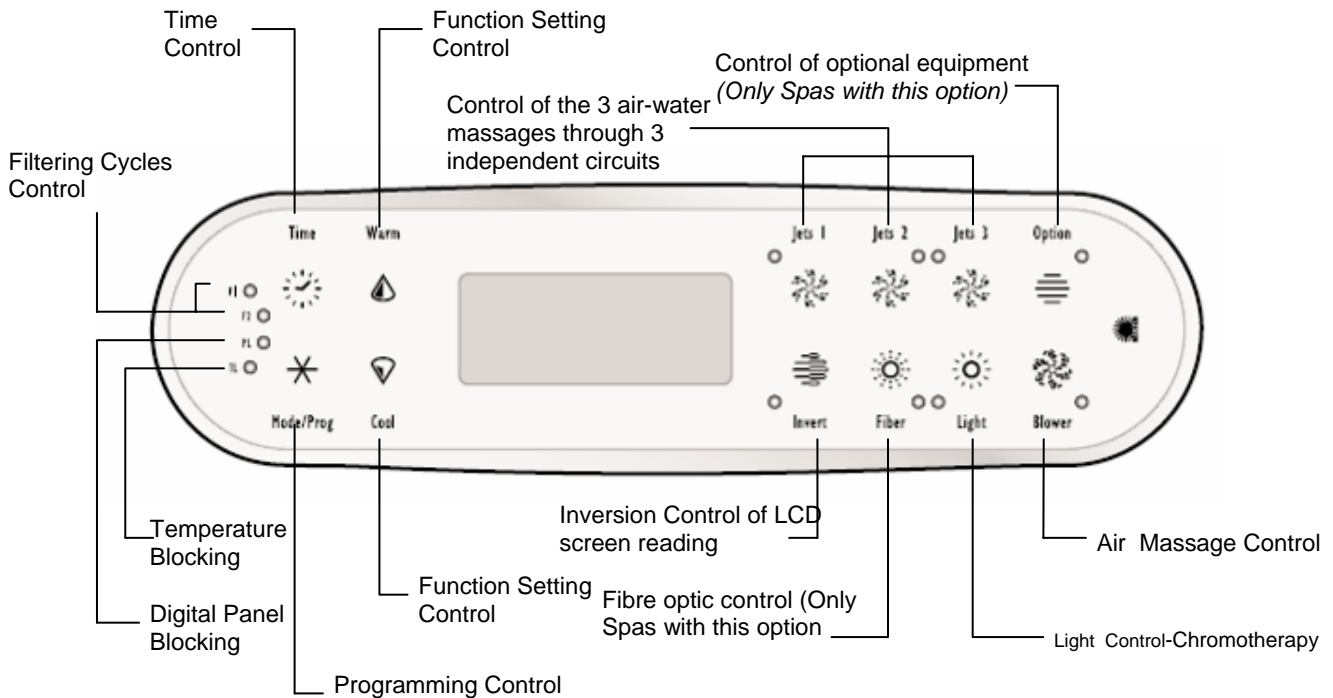 Time
Control
Function Setting
Control
Control of optional equipment
(Only Spas with this option)
Control of the 3 air-water
massages through 3
independent circuits
Filtering Cycles
Control
Time Warm Jets 1 Jets 2 Jets 3 Option
F2
Mode/Prog Cool Invert Fiber Light Blower
Temperature
Blocking
Inversion Control of LCD
screen reading
Air Massage Control
Function Setting
Control
Fibre optic control (Only
Spas with this option
Digital Panel
Blocking
Light Control-Chromotherapy
Programming Control